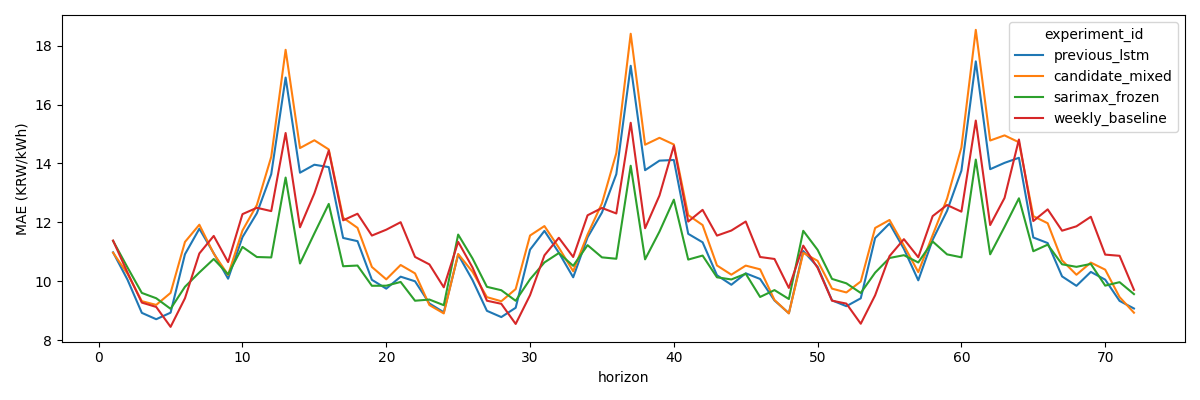 experiment_id
previous_lstm
candidate_mixed
sarimax_frozen
weekly_baseline
MAE (KRW/kWh)
18
16
14
12
10
8
0 10 20 30 40 50 60 70
horizon